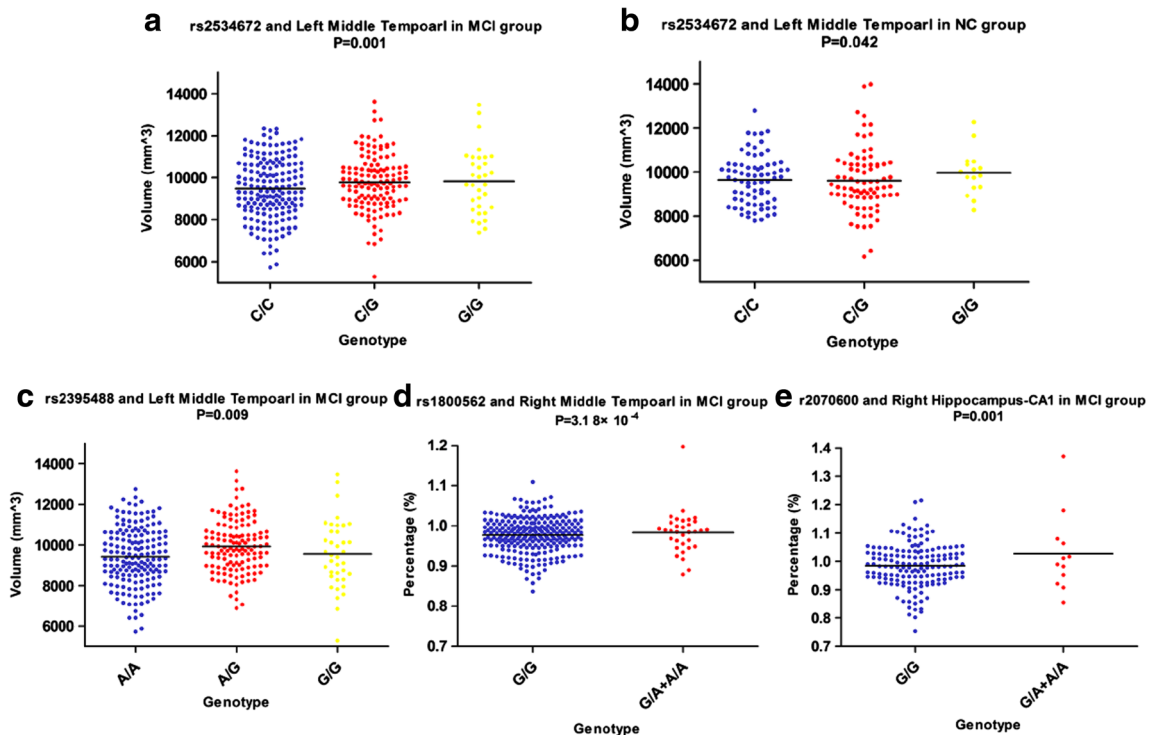 a
rs2534672 and Left Middle Tempoarl in MCI group
P=0.001
Volume (mm^3)
14000
12000
10000
8000
6000
C/C
C/G
G/G
Genotype
b
rs2534672 and Left Middle Tempoarl in NC group
P=0.042
Volume (mm^3)
14000
12000
10000
8000
6000
C/C
C/G
G/G
Genotype
c
rs2395488 and Left Middle Tempoarl in MCI group
P=0.009
Volume (mm^3)
14000
12000
10000
8000
6000
A/A
A/G
G/G
Genotype
d
rs1800562 and Right Middle Tempoarl in MCI group
P=3.1 8× 10 -4
Percentage (%)
1.2
1.1
1.0
0.9
0.8
0.7
G/G
G/A+A/A
Genotype
e
r2070600 and Right Hippocampus-CA1 in MCI group
P=0.001
Percentage (%)
1.4
1.3
1.2
1.1
1.0
0.9
0.8
0.7
G/G
G/A+A/A
Genotype